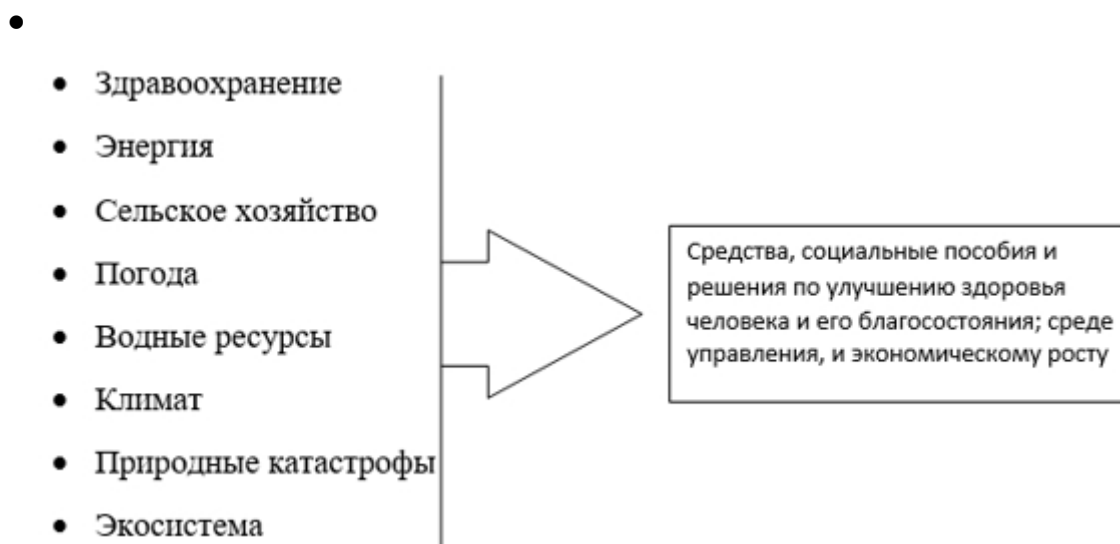 Здравоохранение
Энергия
Сельское хозяйство
Погода
Водные ресурсы
Климат
Природные катастрофы
Экосистема
Средства, социальные пособия и
решения по улучшению здоровья
человека и его благосостояния; среде
управления, и экономическому росту